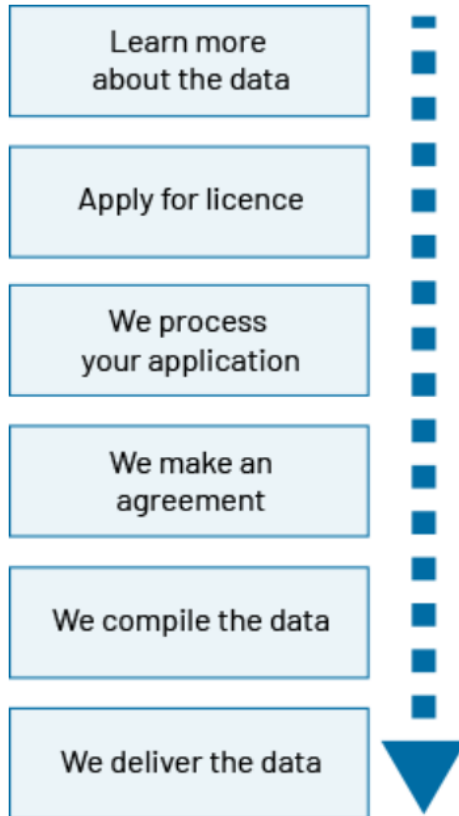 Learn more
about the data
Apply for licence
We process
your application
We make an
agreement
We compile the data
We deliver the data